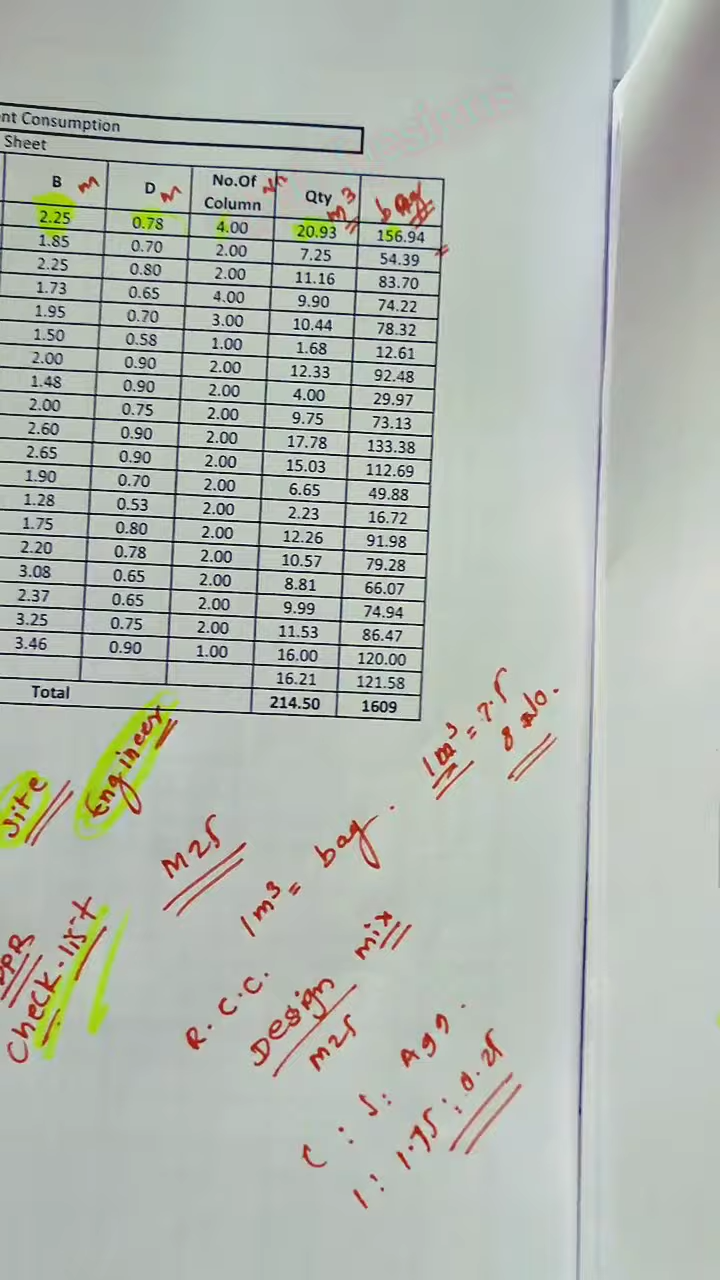 nt Consumption
Sheet
B m D m No.Of Column Qty m³ bag
2.25 0.78 4.00 20.93 156.94
1.85 0.70 2.00 7.25 54.39
2.25 0.80 2.00 11.16 83.70
1.73 0.65 4.00 9.90 74.22
1.95 0.70 3.00 10.44 78.32
1.50 0.58 1.00 1.68 12.61
2.00 0.90 2.00 12.33 92.48
1.48 0.90 2.00 4.00 29.97
2.00 0.75 2.00 9.75 73.13
2.60 0.90 2.00 17.78 133.38
2.65 0.90 2.00 15.03 112.69
1.90 0.70 2.00 6.65 49.88
1.28 0.53 2.00 2.23 16.72
1.75 0.80 2.00 12.26 91.98
2.20 0.78 2.00 10.57 79.28
3.08 0.65 2.00 8.81 66.07
2.37 0.65 2.00 9.99 74.94
3.25 0.75 2.00 11.53 86.47
3.46 0.90 1.00 16.00 120.00
16.21 121.58
Total 214.50 1609
Site Engineer
M25
1m³ = bag.
1m³ = 7.5
8 No.
DPR
Check-list
R.C.C.
Design mix
M25
C : S : Agg.
1 : 1.75 : 0.25